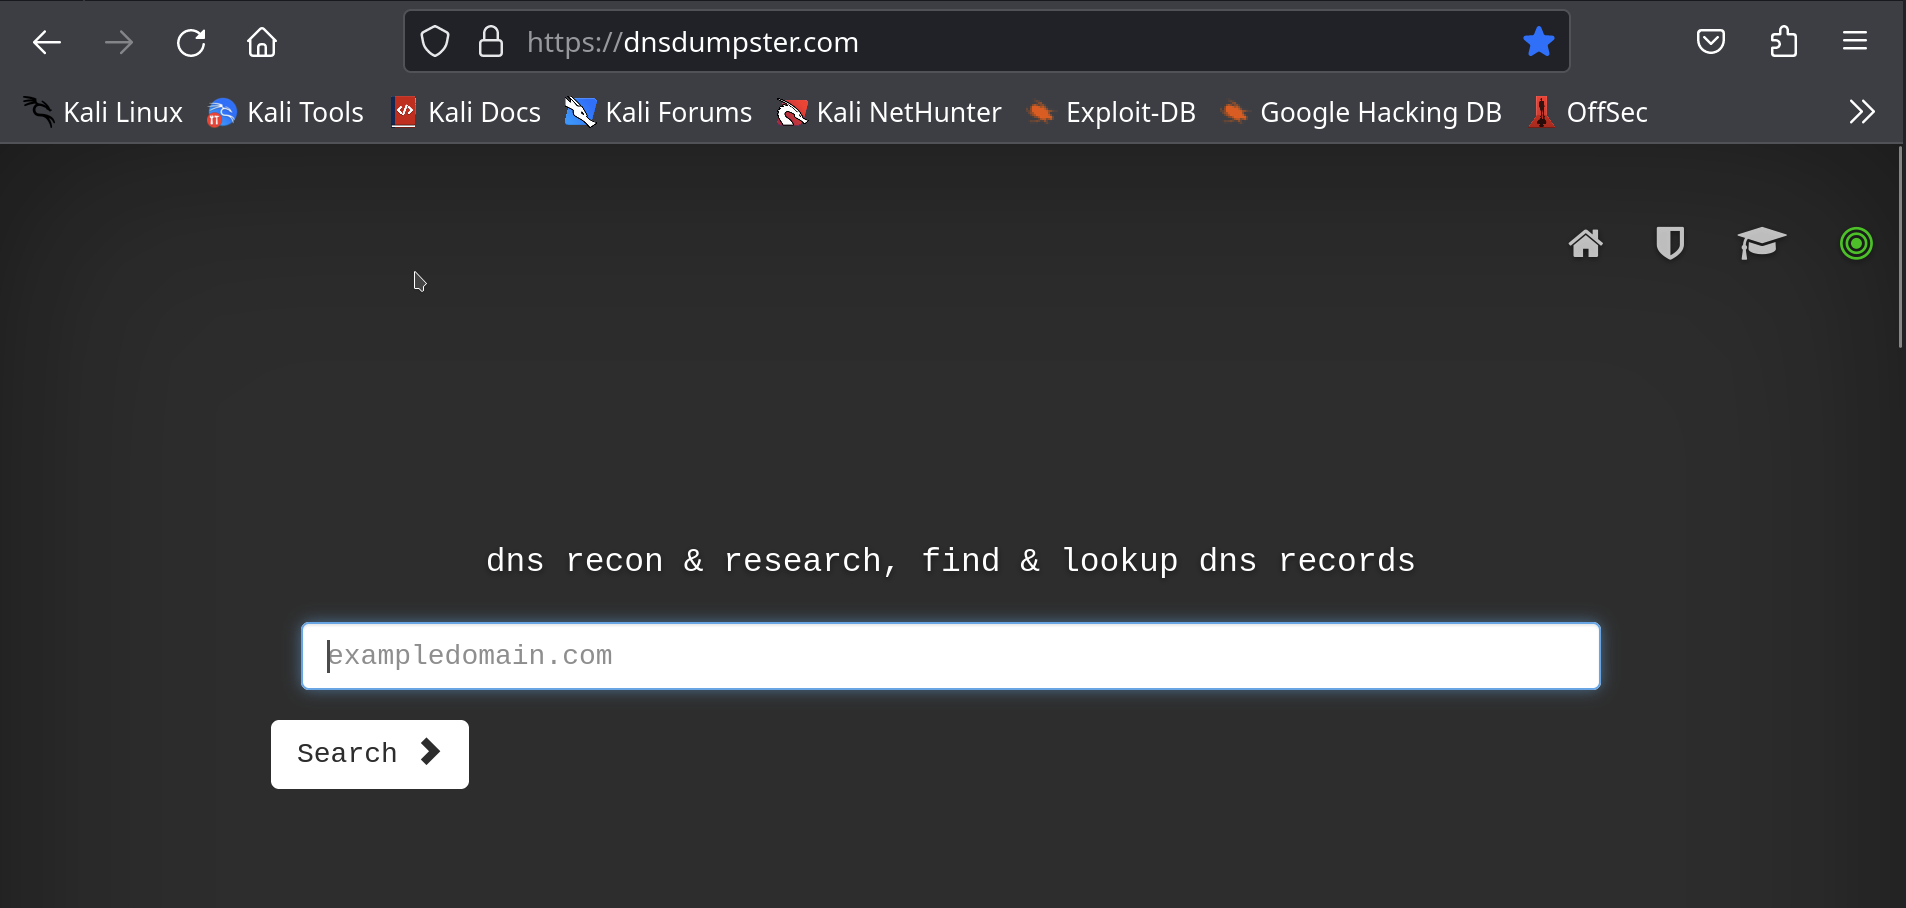 https://dnsdumpster.com
Kali Linux Kali Tools Kali Docs Kali Forums Kali NetHunter Exploit-DB Google Hacking DB OffSec
dns recon & research, find & lookup dns records
exampledomain.com
Search